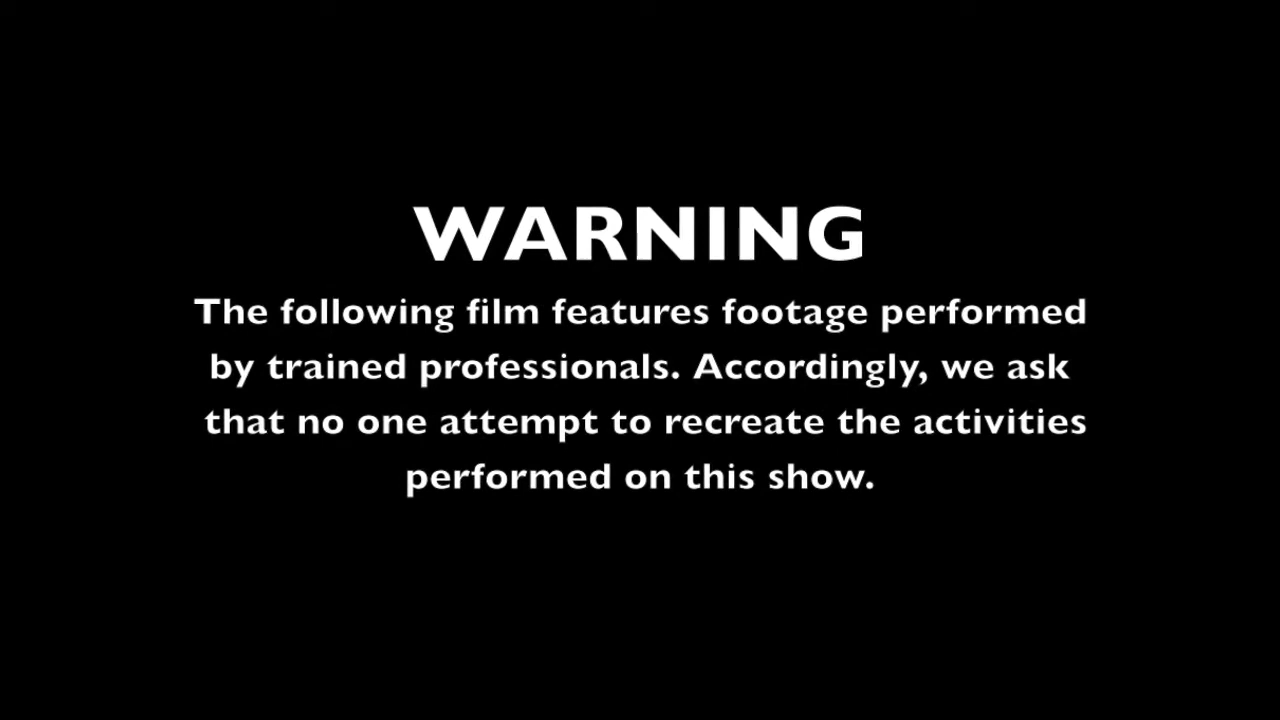 WARNING
The following film features footage performed
by trained professionals. Accordingly, we ask
that no one attempt to recreate the activities
performed on this show.